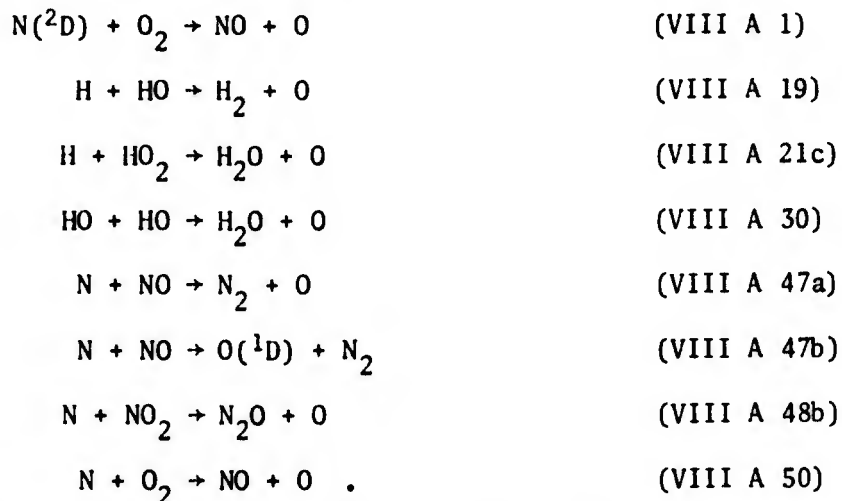 N(²D) + O₂ → NO + O (VIII A 1)
H + HO → H₂ + O (VIII A 19)
H + HO₂ → H₂O + O (VIII A 21c)
HO + HO → H₂O + O (VIII A 30)
N + NO → N₂ + O (VIII A 47a)
N + NO → O(¹D) + N₂ (VIII A 47b)
N + NO₂ → N₂O + O (VIII A 48b)
N + O₂ → NO + O . (VIII A 50)